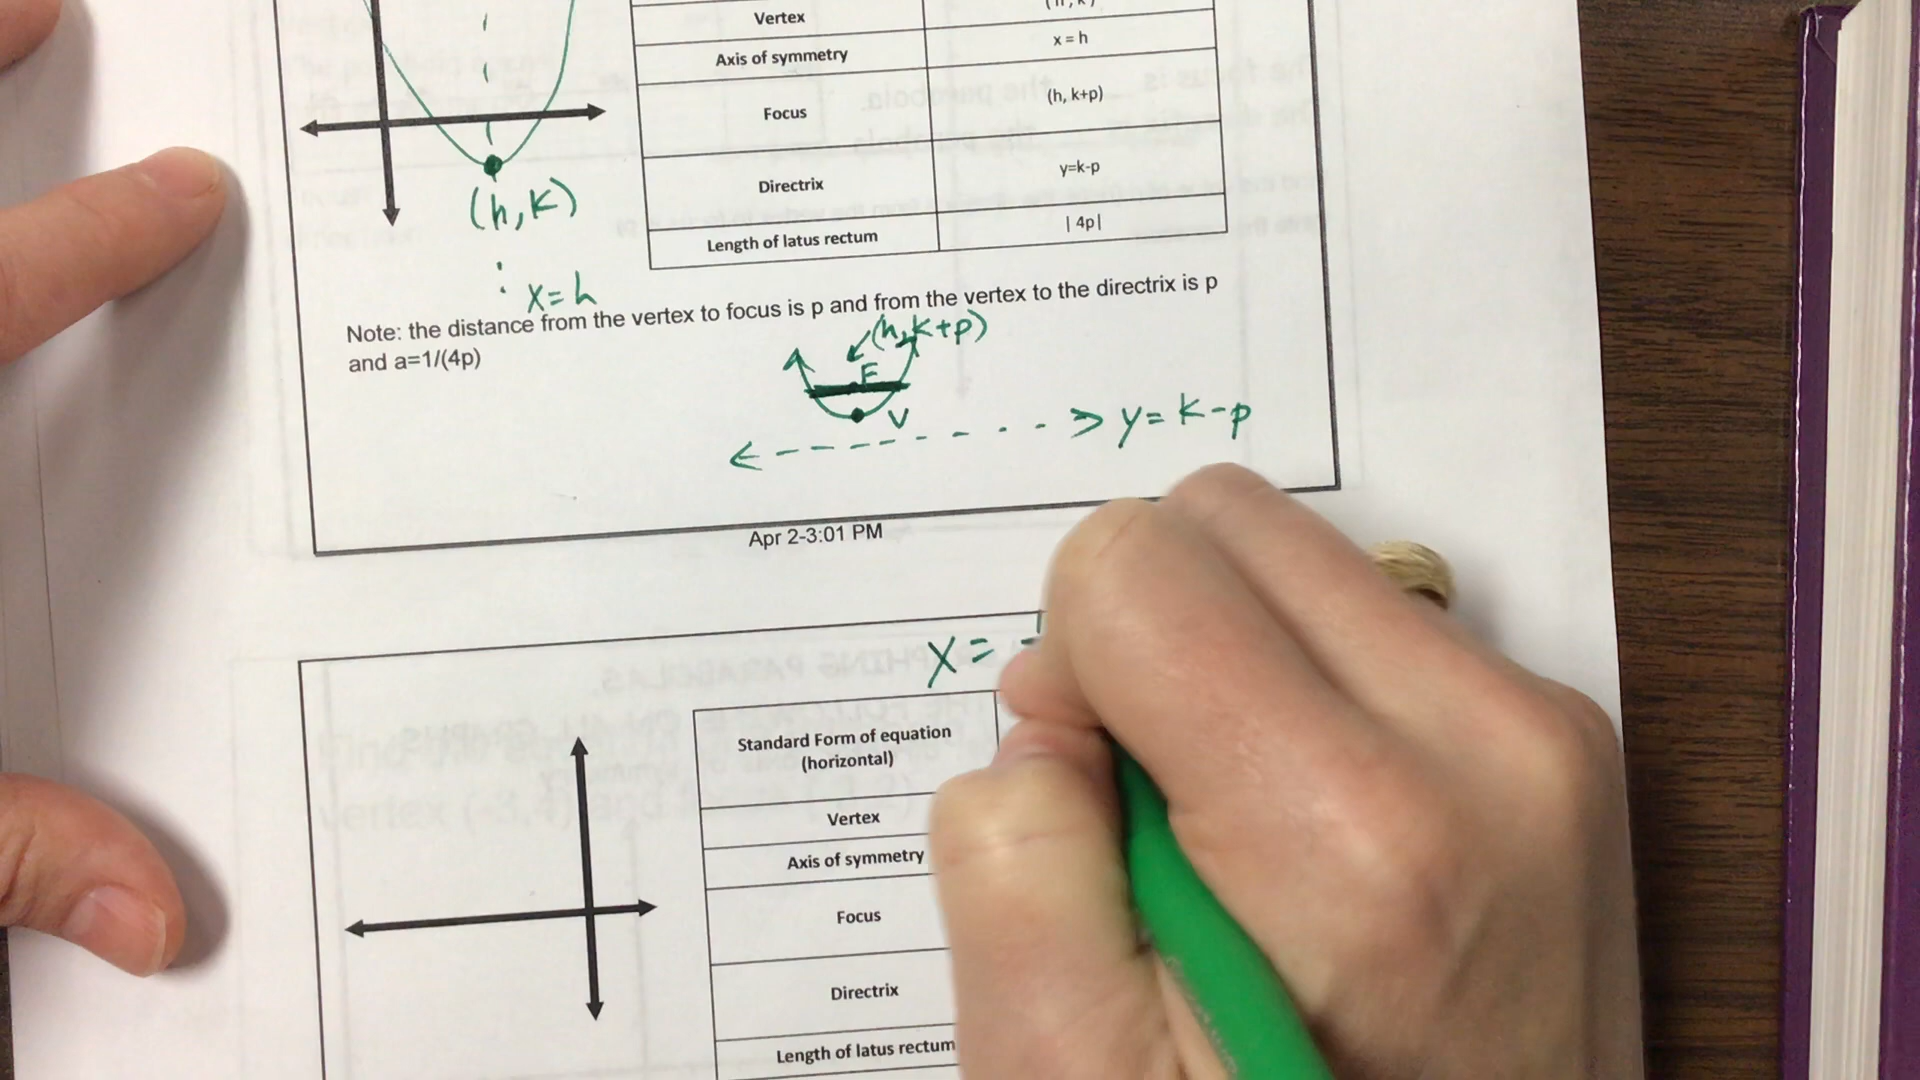 Vertex (h, k)
Axis of symmetry x = h
Focus (h, k+p)
Directrix y=k-p
Length of latus rectum | 4p|
(h, k)
x=h
Note: the distance from the vertex to focus is p and from the vertex to the directrix is p
and a=1/(4p)
(h, k+p)
F
V
y= k-p
Apr 2-3:01 PM
x=
Standard Form of equation
(horizontal)
Vertex
Axis of symmetry
Focus
Directrix
Length of latus rectum